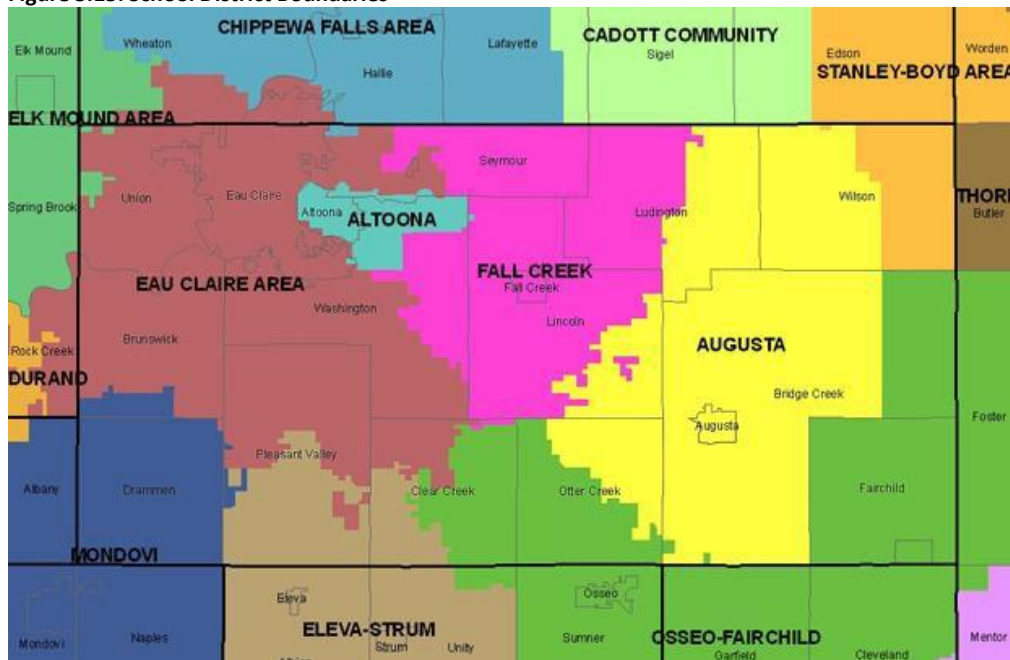 CHIPPEWA FALLS AREA
CADOTT COMMUNITY
Elk Mound
Wheaton
Lafayette
Sigel
Edson
Worden
Hallie
STANLEY-BOYD AREA
ELK MOUND AREA
Seymour
Union
Eau Claire
Wilson
THORP
Spring Brook
Altoona
ALTOONA
Ludington
Butler
EAU CLAIRE AREA
FALL CREEK
Fall Creek
Washington
Lincoln
Brunswick
AUGUSTA
Rock Creek
DURAND
Bridge Creek
Augusta
Foster
Pleasant Valley
Albany
Drammen
Clear Creek
Otter Creek
Fairchild
MONDOVI
Eleva
Osseo
ELEVA-STRUM
OSSEO-FAIRCHILD
Mondovi
Naples
Strum
Unity
Sumner
Garfield
Cleveland
Mentor